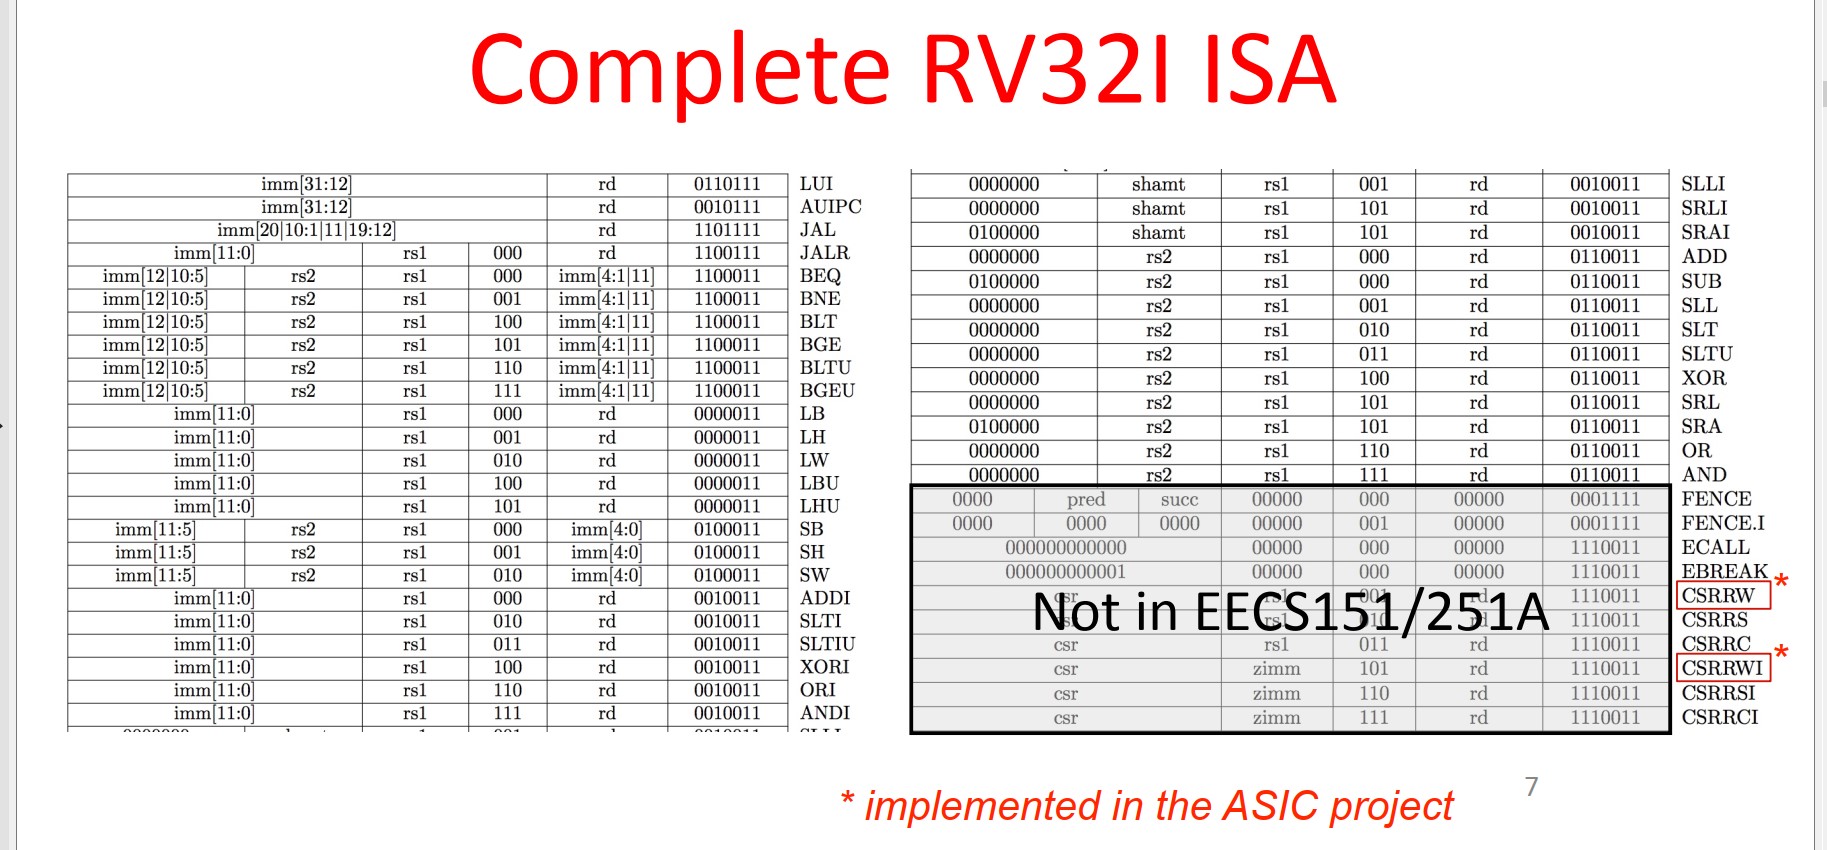 Complete RV32I ISA
imm[31:12] rd 0110111 LUI
imm[31:12] rd 0010111 AUIPC
imm[20|10:1|11|19:12] rd 1101111 JAL
imm[11:0] rs1 000 rd 1100111 JALR
imm[12|10:5] rs2 rs1 000 imm[4:1|11] 1100011 BEQ
imm[12|10:5] rs2 rs1 001 imm[4:1|11] 1100011 BNE
imm[12|10:5] rs2 rs1 100 imm[4:1|11] 1100011 BLT
imm[12|10:5] rs2 rs1 101 imm[4:1|11] 1100011 BGE
imm[12|10:5] rs2 rs1 110 imm[4:1|11] 1100011 BLTU
imm[12|10:5] rs2 rs1 111 imm[4:1|11] 1100011 BGEU
imm[11:0] rs1 000 rd 0000011 LB
imm[11:0] rs1 001 rd 0000011 LH
imm[11:0] rs1 010 rd 0000011 LW
imm[11:0] rs1 100 rd 0000011 LBU
imm[11:0] rs1 101 rd 0000011 LHU
imm[11:5] rs2 rs1 000 imm[4:0] 0100011 SB
imm[11:5] rs2 rs1 001 imm[4:0] 0100011 SH
imm[11:5] rs2 rs1 010 imm[4:0] 0100011 SW
imm[11:0] rs1 000 rd 0010011 ADDI
imm[11:0] rs1 010 rd 0010011 SLTI
imm[11:0] rs1 011 rd 0010011 SLTIU
imm[11:0] rs1 100 rd 0010011 XORI
imm[11:0] rs1 110 rd 0010011 ORI
imm[11:0] rs1 111 rd 0010011 ANDI
0000000 shamt rs1 001 rd 0010011 SLLI
0000000 shamt rs1 101 rd 0010011 SRLI
0100000 shamt rs1 101 rd 0010011 SRAI
0000000 rs2 rs1 000 rd 0110011 ADD
0100000 rs2 rs1 000 rd 0110011 SUB
0000000 rs2 rs1 001 rd 0110011 SLL
0000000 rs2 rs1 010 rd 0110011 SLT
0000000 rs2 rs1 011 rd 0110011 SLTU
0000000 rs2 rs1 100 rd 0110011 XOR
0000000 rs2 rs1 101 rd 0110011 SRL
0100000 rs2 rs1 101 rd 0110011 SRA
0000000 rs2 rs1 110 rd 0110011 OR
0000000 rs2 rs1 111 rd 0110011 AND
0000 pred succ 00000 000 00000 0001111 FENCE
0000 0000 0000 00000 001 00000 0001111 FENCE.I
000000000000 00000 000 00000 1110011 ECALL
000000000001 00000 000 00000 1110011 EBREAK
csr rs1 001 rd 1110011 CSRRW *
Not in EECS151/251A
rs1 010 rd 1110011 CSRRS
csr rs1 011 rd 1110011 CSRRC
csr zimm 101 rd 1110011 CSRRWI *
csr zimm 110 rd 1110011 CSRRSI
csr zimm 111 rd 1110011 CSRRCI
* implemented in the ASIC project
7